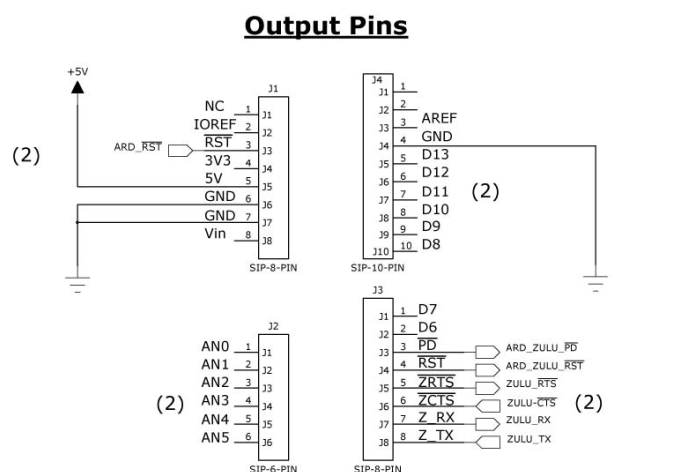 Output Pins
+5V
J1
NC 1 J1
IOREF 2 J2
ARD_RST RST 3 J3
3V3 4 J4
5V 5 J5
GND 6 J6
GND 7 J7
Vin 8 J8
SIP-8-PIN
(2)
J4
J1 1
J2 2
J3 3 AREF
J4 4 GND
J5 5 D13
J6 6 D12
J7 7 D11
J8 8 D10
J9 9 D9
J10 10 D8
SIP-10-PIN
(2)
J2
AN0 1 J1
AN1 2 J2
AN2 3 J3
AN3 4 J4
AN4 5 J5
AN5 6 J6
SIP-6-PIN
(2)
J3
J1 1 D7
J2 2 D6
J3 3 PD ARD_ZULU_PD
J4 4 RST ARD_ZULU_RST
J5 5 ZRTS ZULU_RTS
J6 6 ZCTS ZULU-CTS
J7 7 Z_RX ZULU_RX
J8 8 Z_TX ZULU_TX
SIP-8-PIN
(2)